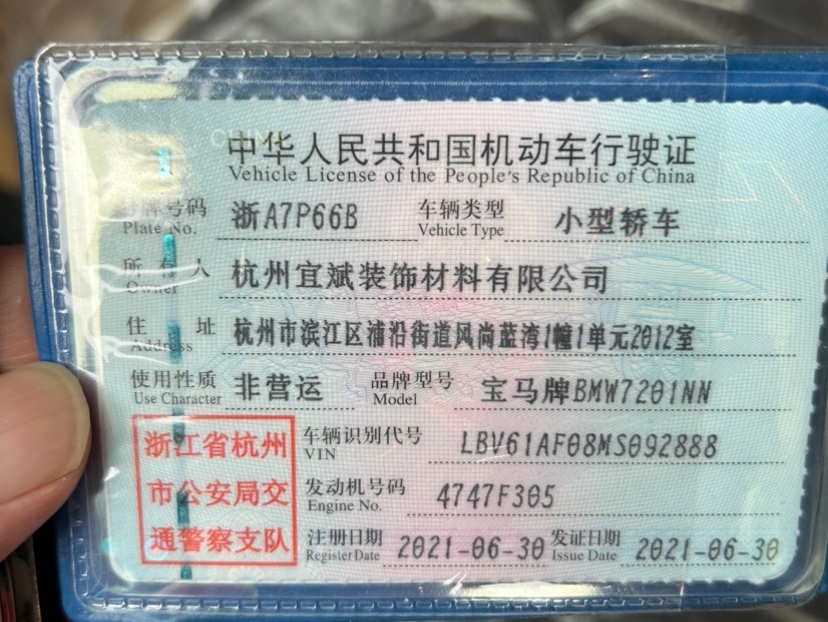 中华人民共和国机动车行驶证
Vehicle License of the People's Republic of China
号牌号码 浙A7P66B 车辆类型 小型轿车
Plate No. Vehicle Type
所有人 杭州宜斌装饰材料有限公司
Owner
住址 杭州市滨江区浦沿街道风尚蓝湾1幢1单元2012室
Address
使用性质 非营运 品牌型号 宝马牌BMW7201NN
Use Character Model
浙江省杭州市公安局交通警察支队
车辆识别代号 LBV61AF08MS092888
VIN
发动机号码 4747F305
Engine No.
注册日期 2021-06-30 发证日期 2021-06-30
Register Date Issue Date